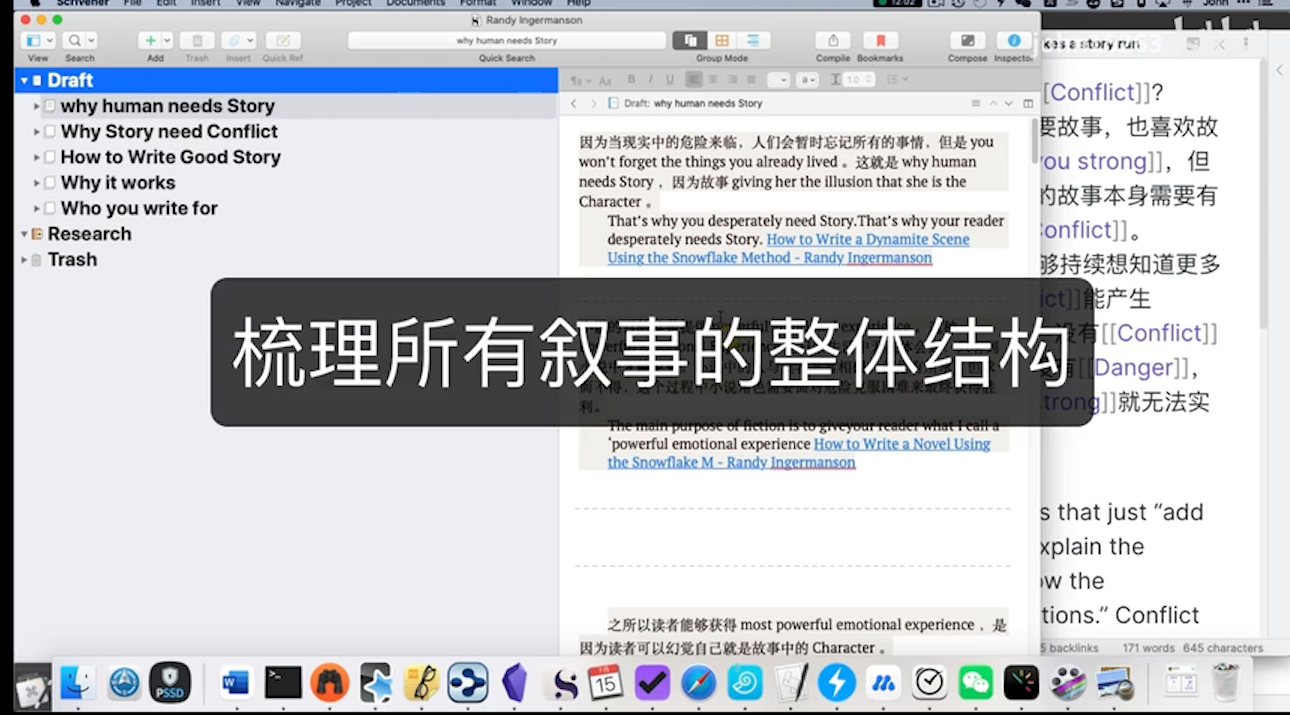 Scrivener File Edit Insert View Navigate Project Documents Format Window Help
12:02
John
Randy Ingermanson
why human needs Story
View
Search
Add
Trash
Insert
Quick Ref
Quick Search
Group Mode
Compile
Bookmarks
Compose
Inspector
kes a story run
Draft
why human needs Story
Why Story need Conflict
How to Write Good Story
Why it works
Who you write for
Research
Trash
Aa
B I U
a
1.0
Draft: why human needs Story
因为当现实中的危险来临，人们会暂时忘记所有的事情，但是 you
won't forget the things you already lived 。这就是 why human
needs Story ，因为故事 giving her the illusion that she is the
Character 。
That's why you desperately need Story.That's why your reader
desperately needs Story. How to Write a Dynamite Scene
Using the Snowflake Method - Randy Ingermanson
梳理所有叙事的整体结构
利。
The main purpose of fiction is to giveyour reader what I call a
‘powerful emotional experience How to Write a Novel Using
the Snowflake M - Randy Ingermanson
之所以读者能够获得 most powerful emotional experience ，是
因为读者可以幻觉自己就是故事中的 Character 。
[Conflict]]?
要故事，也喜欢故
you strong]]，但
的故事本身需要有
Conflict]]。
够持续想知道更多
ict]]能产生
没有[[Conflict]]
有[[Danger]]，
strong]]就无法实
s that just “add
xplain the
ow the
tions.” Conflict
5 backlinks 171 words 645 characters
PSSD
W
15